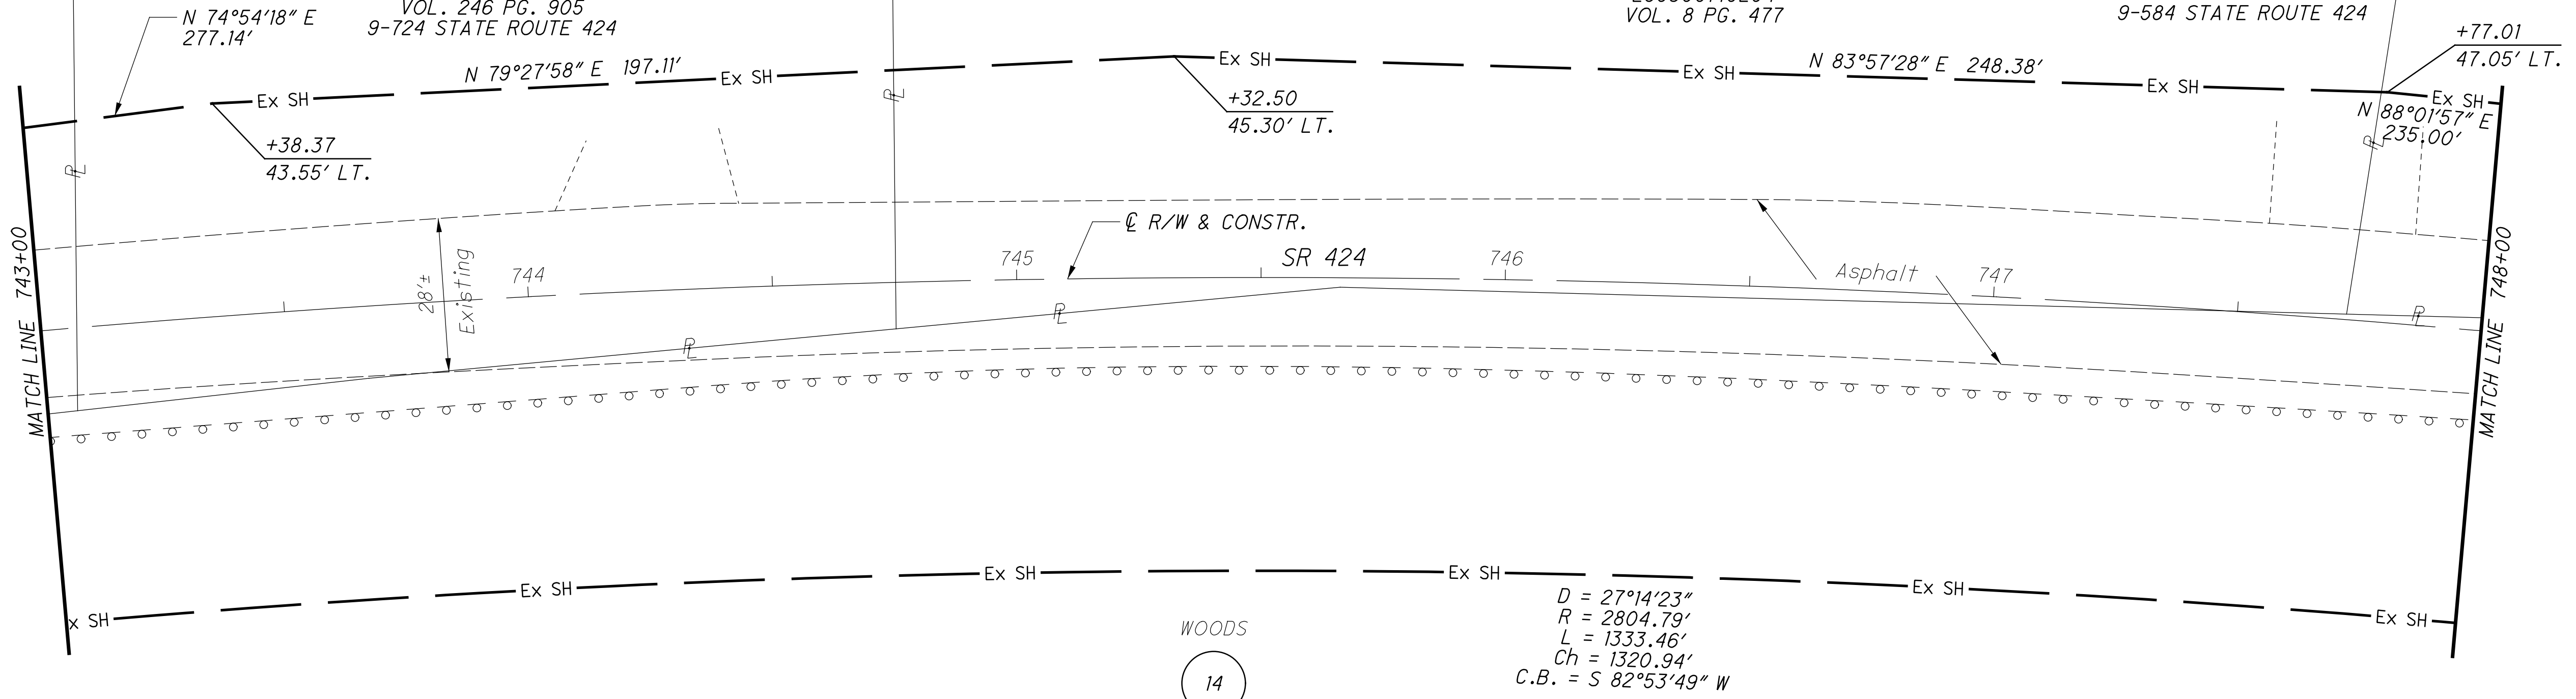 N 74°54'18" E
277.14'
VOL. 246 PG. 905
9-724 STATE ROUTE 424
VOL. 8 PG. 477
9-584 STATE ROUTE 424
+77.01
47.05' LT.
N 79°27'58" E 197.11'
N 83°57'28" E 248.38'
Ex SH
Ex SH
Ex SH
Ex SH
Ex SH
Ex SH
N 88°01'57" E
235.00'
+38.37
43.55' LT.
+32.50
45.30' LT.
℄ R/W & CONSTR.
SR 424
744
745
746
747
28'±
Existing
Asphalt
MATCH LINE 743+00
MATCH LINE 748+00
℄
℄
℄
℄
℄
℄
x SH
Ex SH
Ex SH
Ex SH
Ex SH
Ex SH
D = 27°14'23"
R = 2804.79'
L = 1333.46'
Ch = 1320.94'
C.B. = S 82°53'49" W
WOODS
14